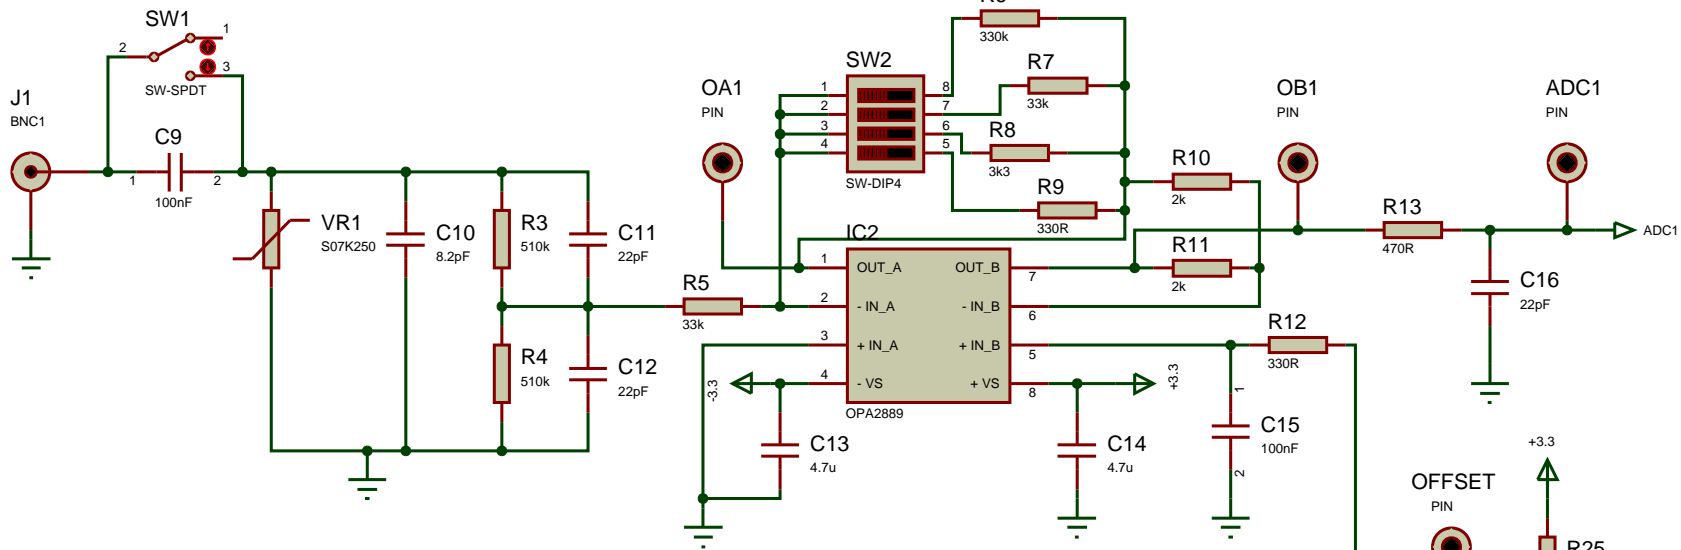 SW1
1
2
3
SW-SPDT
J1
BNC1
C9
1
2
100nF
VR1
S07K250
C10
8.2pF
R3
510k
C11
22pF
R4
510k
C12
22pF
R5
33k
OA1
PIN
SW2
1
2
3
4
8
7
6
5
SW-DIP4
330k
R7
33k
R8
3k3
R9
330R
R10
2k
R11
2k
IC2
1
OUT_A
OUT_B
7
2
- IN_A
- IN_B
6
3
+ IN_A
+ IN_B
5
4
- VS
+ VS
8
OPA2889
-3.3
+3.3
C13
4.7u
C14
4.7u
R12
330R
1
C15
100nF
2
OB1
PIN
R13
470R
ADC1
PIN
ADC1
C16
22pF
+3.3
OFFSET
PIN
R25